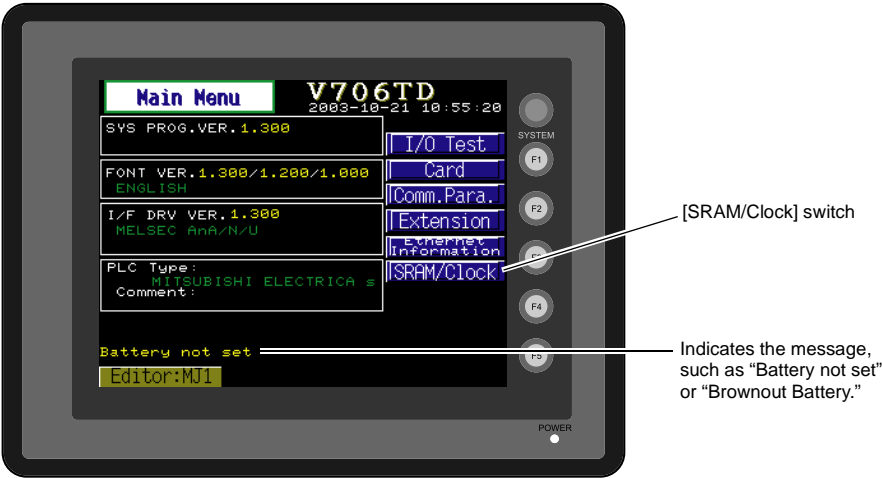 Main Menu
V706TD
2003-10-21 10:55:20
SYS PROG.VER.1.300
FONT VER.1.300/1.200/1.000
ENGLISH
I/F DRV VER.1.300
MELSEC AnA/N/U
PLC Type:
MITSUBISHI ELECTRICA s
Comment:
Battery not set
Editor:MJ1
I/O Test
Card
Comm.Para.
Extension
Ethernet
Information
SRAM/Clock
SYSTEM
F1
F2
F3
F4
F5
POWER
[SRAM/Clock] switch
Indicates the message,
such as “Battery not set”
or “Brownout Battery.”